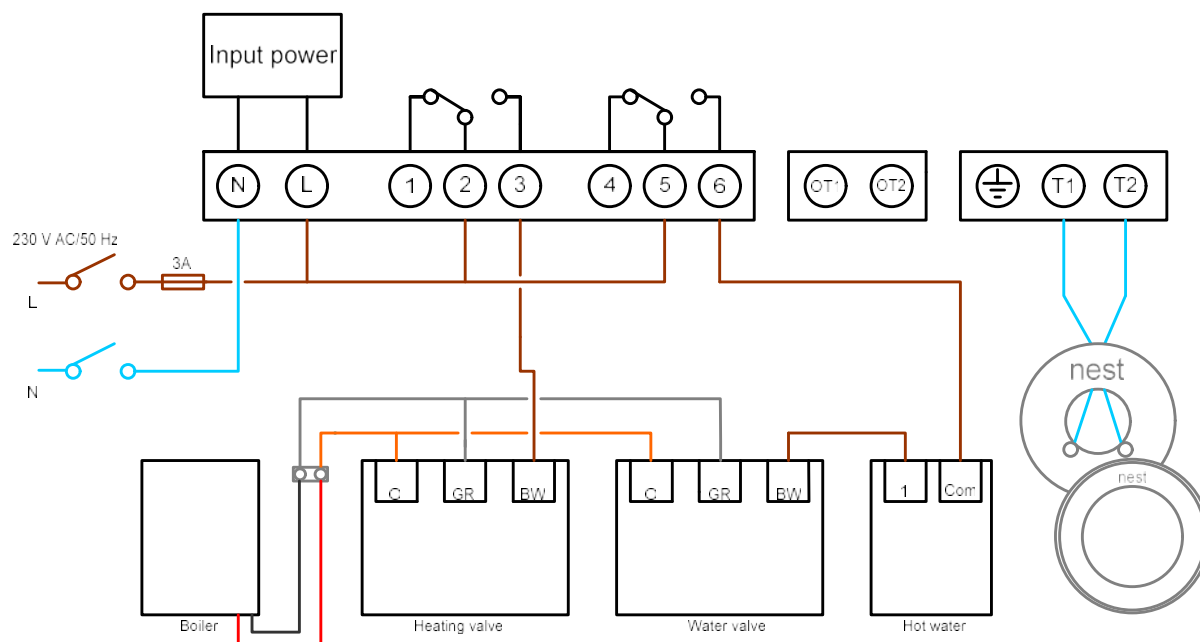 Input power
N
L
1
2
3
4
5
6
OT1
OT2
T1
T2
230 V AC/50 Hz
3A
L
N
nest
C
GR
BW
C
GR
BW
1
Com
nest
Boiler
Heating valve
Water valve
Hot water